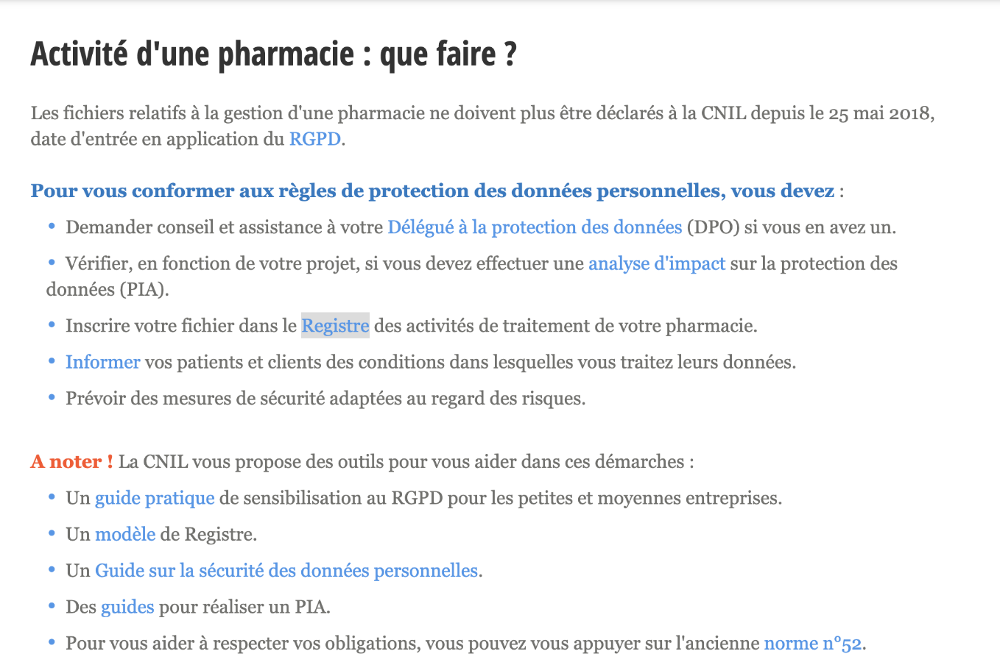 Activité d'une pharmacie : que faire ?
Les fichiers relatifs à la gestion d'une pharmacie ne doivent plus être déclarés à la CNIL depuis le 25 mai 2018,
date d'entrée en application du RGPD.
Pour vous conformer aux règles de protection des données personnelles, vous devez :
• Demander conseil et assistance à votre Délégué à la protection des données (DPO) si vous en avez un.
• Vérifier, en fonction de votre projet, si vous devez effectuer une analyse d'impact sur la protection des
données (PIA).
• Inscrire votre fichier dans le Registre des activités de traitement de votre pharmacie.
• Informer vos patients et clients des conditions dans lesquelles vous traitez leurs données.
• Prévoir des mesures de sécurité adaptées au regard des risques.
A noter ! La CNIL vous propose des outils pour vous aider dans ces démarches :
• Un guide pratique de sensibilisation au RGPD pour les petites et moyennes entreprises.
• Un modèle de Registre.
• Un Guide sur la sécurité des données personnelles.
• Des guides pour réaliser un PIA.
• Pour vous aider à respecter vos obligations, vous pouvez vous appuyer sur l'ancienne norme n°52.